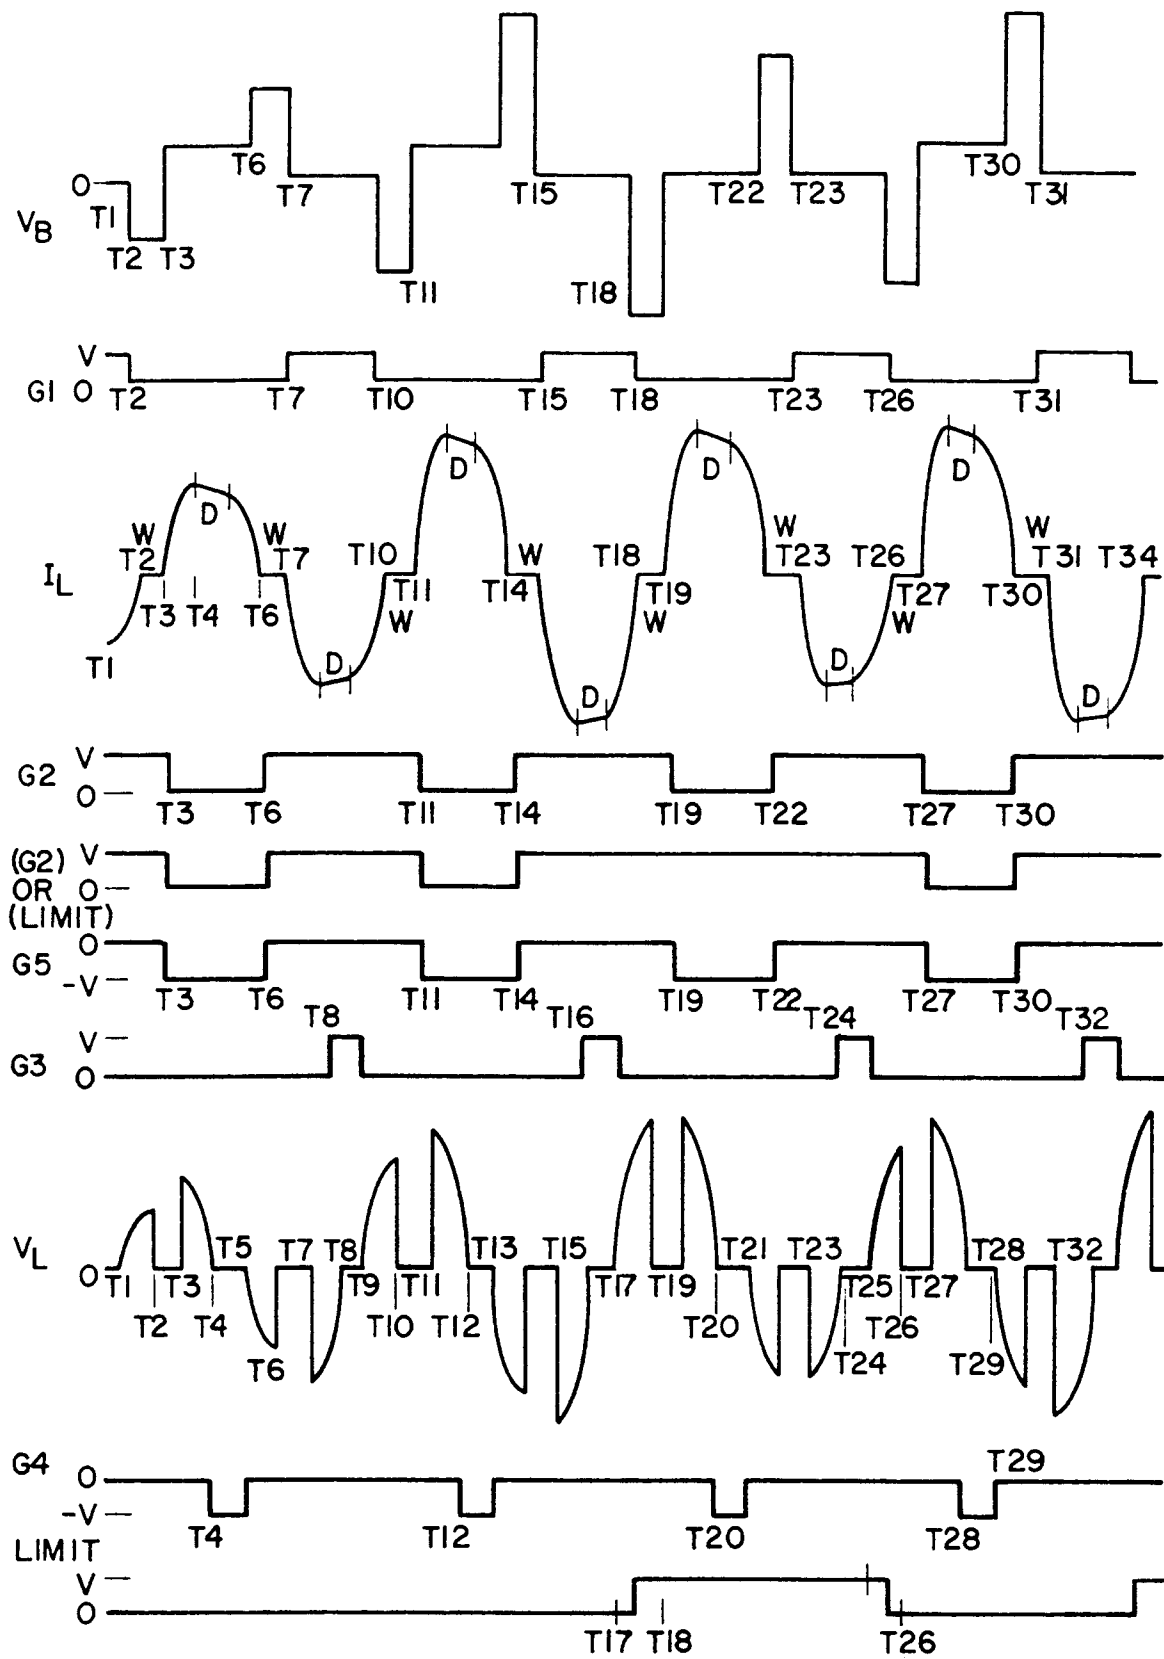 T6 T7 T15 T22 T23 T30 T31
0
T1
VB
T2 T3 T11 T18
V
G1 0
T2 T7 T10 T15 T18 T23 T26 T31
D D D D
W W W W W
T2 T7 T10 T18 T23 T26 T31 T34
IL
T3 T4 T6 T11 T14 T19 T27 T30
W W W
T1
D D D D
V
G2
0
T3 T6 T11 T14 T19 T22 T27 T30
(G2) V
OR 0
(LIMIT)
0
G5
-V
T3 T6 T11 T14 T19 T22 T27 T30
T8 T16 T24 T32
V
G3
0
VL
T5 T7 T8 T13 T15 T21 T23 T28 T32
0
T1 T3 T9 T11 T17 T19 T25 T27
T2 T4 T10 T12 T20 T26
T6 T24 T29
G4 0 T29
-V
T4 T12 T20 T28
LIMIT
V
0
T17 T18 T26